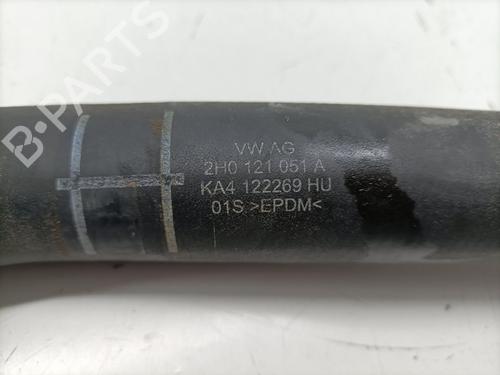 B-PARTS
VW AG
2H0 121 051 A
KA4 122269 HU
01S >EPDM<